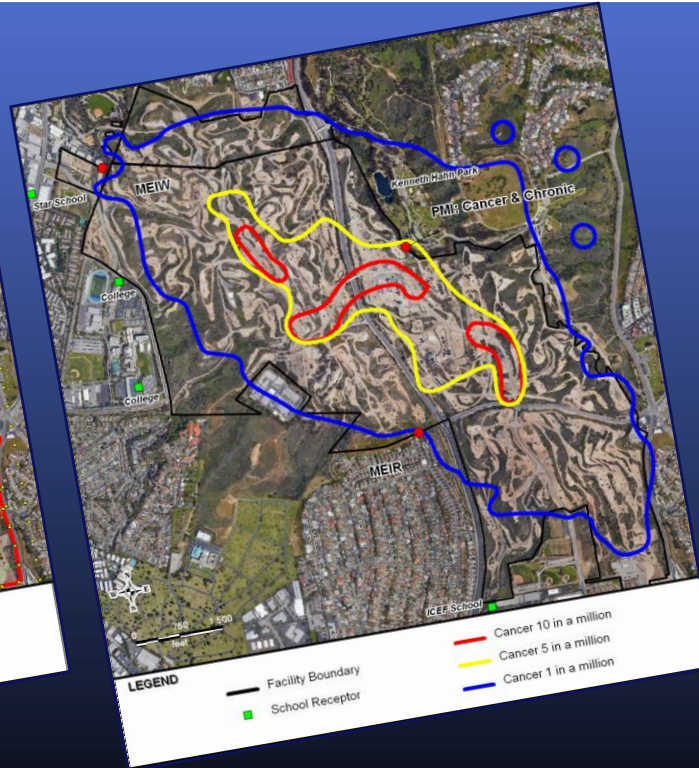 Kenneth Hahn Park
MEIW
PMI: Cancer & Chronic
Star School
College
College
MEIR
ICEF School
0 750 1,500
feet
LEGEND
Facility Boundary
School Receptor
Cancer 10 in a million
Cancer 5 in a million
Cancer 1 in a million